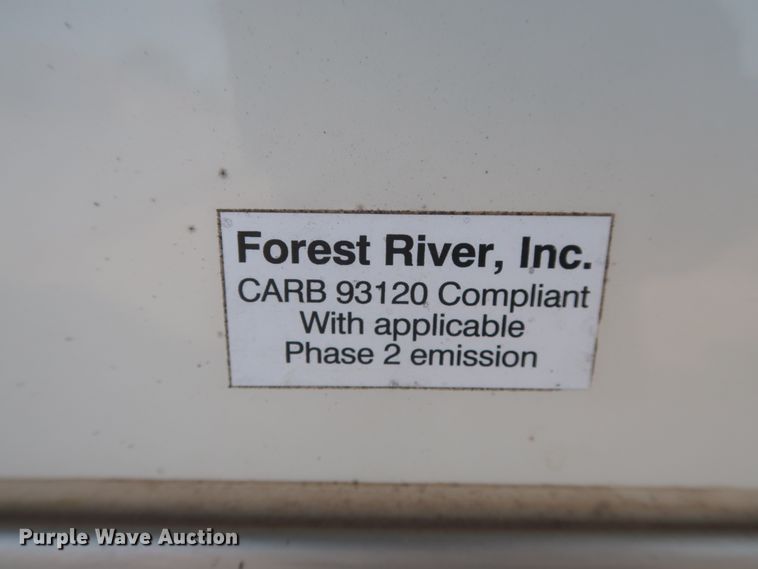 Forest River, Inc.
CARB 93120 Compliant
With applicable
Phase 2 emission
Purple Wave Auction